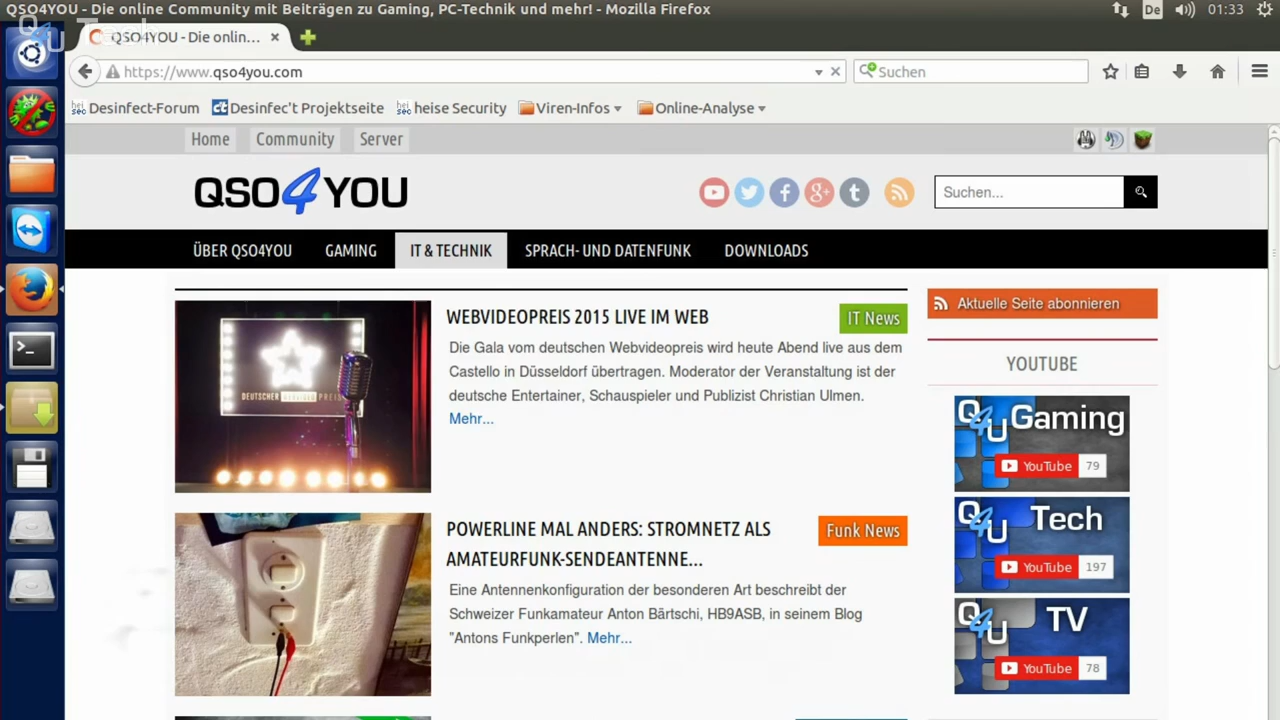 QSO4YOU - Die online Community mit Beiträgen zu Gaming, PC-Technik und mehr! - Mozilla Firefox
De
01:33
Q4U Tech
QSO4YOU - Die onlin...
https://www.qso4you.com
Suchen
Desinfect-Forum
Desinfec't Projektseite
heise Security
Viren-Infos
Online-Analyse
Home
Community
Server
QSO4YOU
Suchen...
ÜBER QSO4YOU
GAMING
IT & TECHNIK
SPRACH- UND DATENFUNK
DOWNLOADS
WEBVIDEOPREIS 2015 LIVE IM WEB
IT News
Die Gala vom deutschen Webvideopreis wird heute Abend live aus dem
Castello in Düsseldorf übertragen. Moderator der Veranstaltung ist der
deutsche Entertainer, Schauspieler und Publizist Christian Ulmen.
Mehr...
DEUTSCHER
POWERLINE MAL ANDERS: STROMNETZ ALS
AMATEURFUNK-SENDEANTENNE...
Funk News
Eine Antennenkonfiguration der besonderen Art beschreibt der
Schweizer Funkamateur Anton Bärtschi, HB9ASB, in seinem Blog
"Antons Funkperlen". Mehr...
Aktuelle Seite abonnieren
YOUTUBE
Q4U Gaming
YouTube 79
Q4U Tech
YouTube 197
Q4U TV
YouTube 78